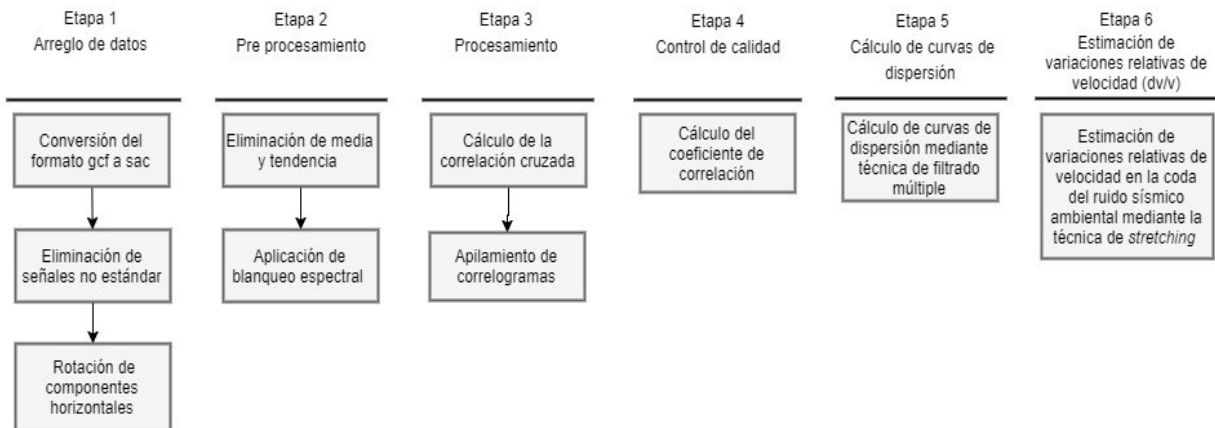 Etapa 1
Arreglo de datos
Conversión del
formato gcf a sac
Eliminación de
señales no estándar
Rotación de
componentes
horizontales
Etapa 2
Pre procesamiento
Eliminación de media
y tendencia
Aplicación de
blanqueo espectral
Etapa 3
Procesamiento
Cálculo de la
correlación cruzada
Apilamiento de
correlogramas
Etapa 4
Control de calidad
Cálculo del
coeficiente de
correlación
Etapa 5
Cálculo de curvas de
dispersión
Cálculo de curvas de
dispersión mediante
técnica de filtrado
múltiple
Etapa 6
Estimación de
variaciones relativas de
velocidad (dv/v)
Estimación de
variaciones relativas de
velocidad en la coda
del ruido sísmico
ambiental mediante la
técnica de stretching